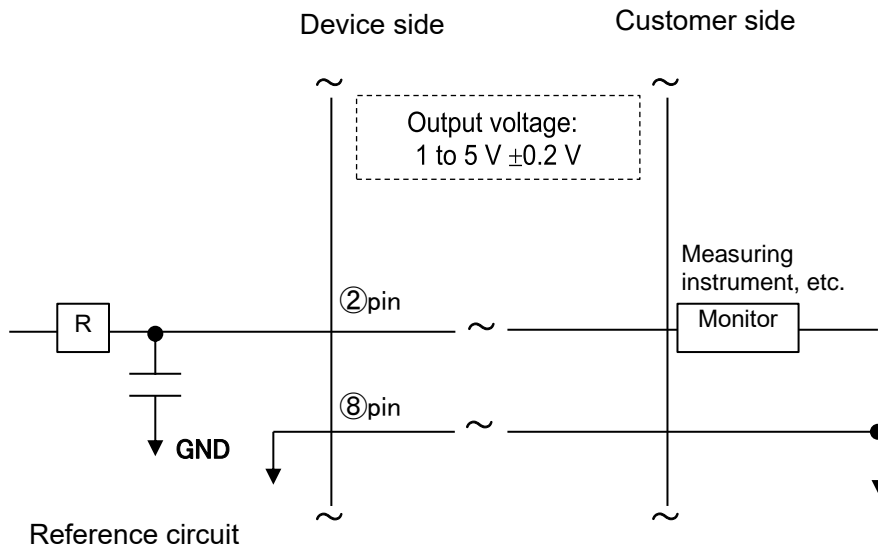 Device side
Customer side
Output voltage:
1 to 5 V ±0.2 V
Measuring
instrument, etc.
②pin
R
Monitor
⑧pin
GND
Reference circuit